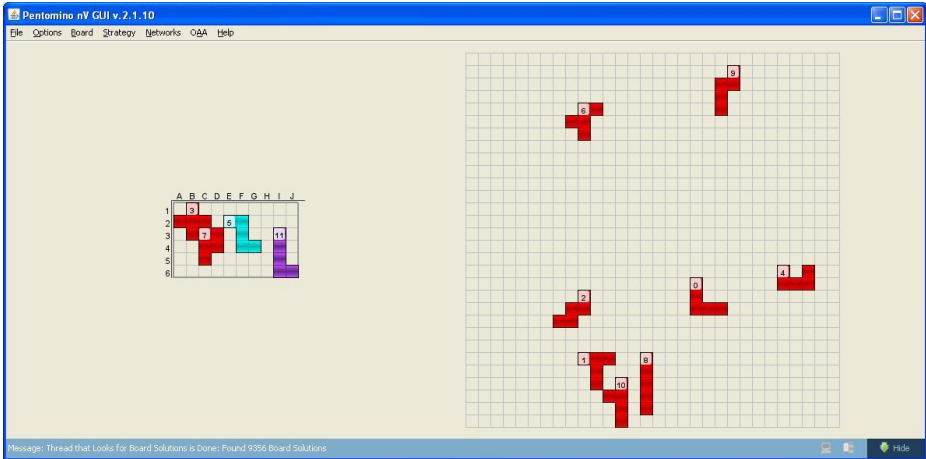 Pentomino nV GUI v.2.1.10
File Options Board Strategy Networks OAA Help
9
6
A B C D E F G H I J
1 3
2 5
3 7 11
4
5
6
4
0
2
1 8
10
Message: Thread that Looks for Board Solutions is Done: Found 9356 Board Solutions Hide